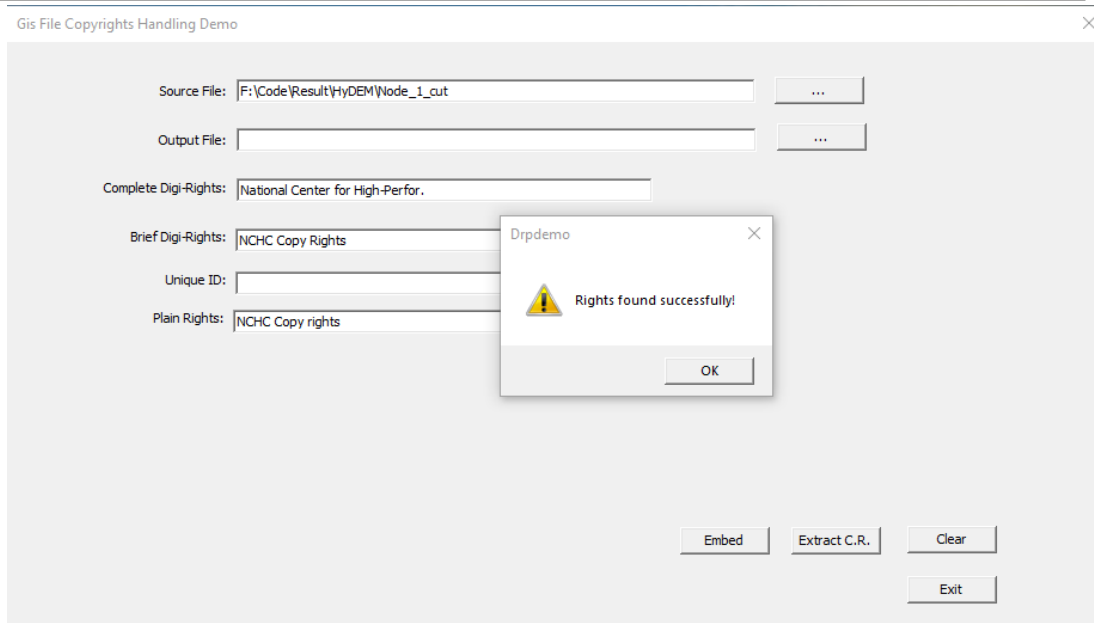 Gis File Copyrights Handling Demo
Source File: F:\Code\Result\HyDEM\Node_1_cut ...
Output File: ...
Complete Digi-Rights: National Center for High-Perfor.
Brief Digi-Rights: NCHC Copy Rights
Unique ID:
Plain Rights: NCHC Copy rights
Drpdemo
Rights found successfully!
OK
Embed Extract C.R. Clear
Exit